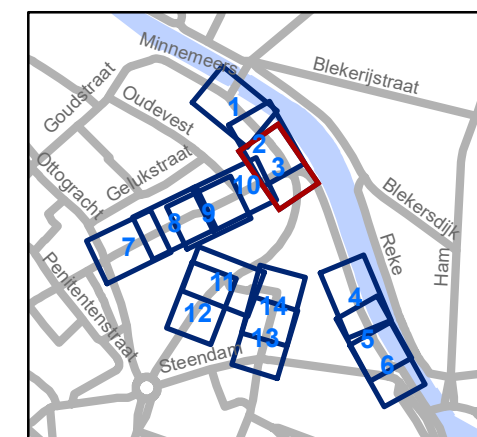 Minnemeers
Blekerijstraat
Goudstraat
Oudevest
1
2
3
Ottogracht
Gelukstraat
10
Blekersdijk
9
8
7
Reke
Ham
Penitentenstraat
11
4
14
12
5
13
Steendam
6